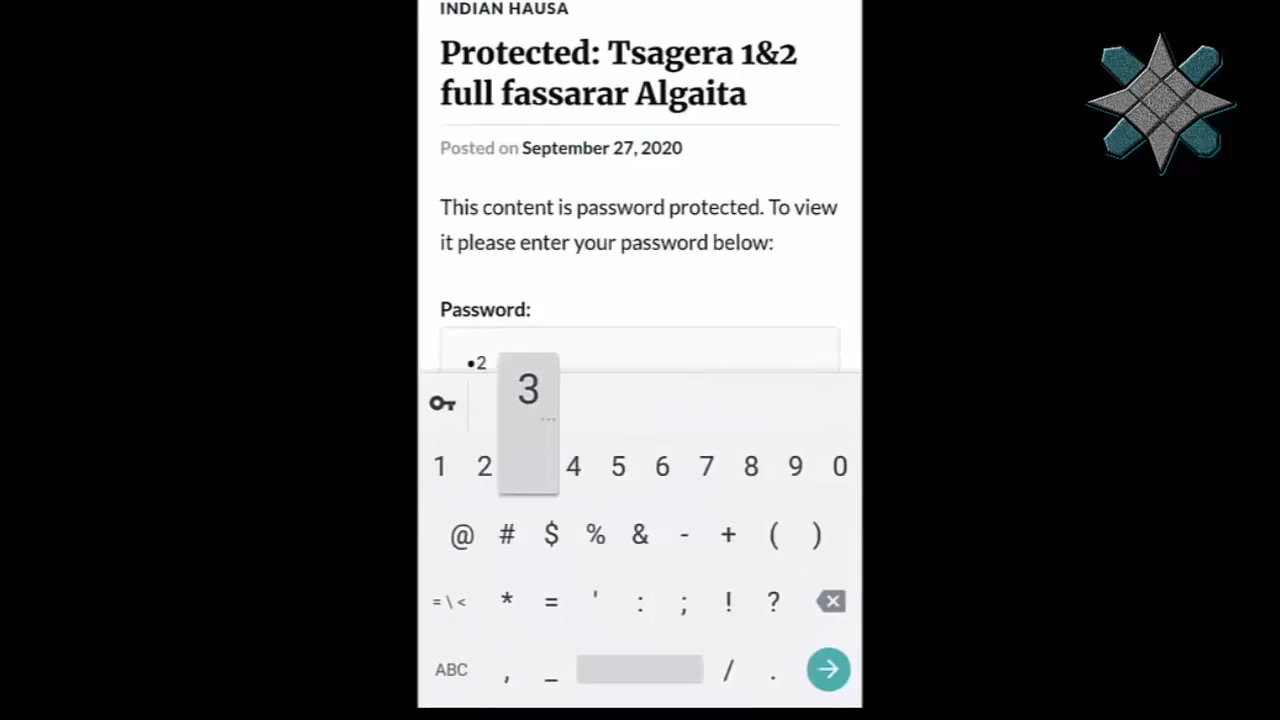 INDIAN HAUSA
Protected: Tsagera 1&2
full fassarar Algaita
Posted on September 27, 2020
This content is password protected. To view
it please enter your password below:
Password:
•2
3
...
1 2 4 5 6 7 8 9 0
@ # $ % & - + ( )
=\< * = ' : ; ! ?
ABC , _ / .